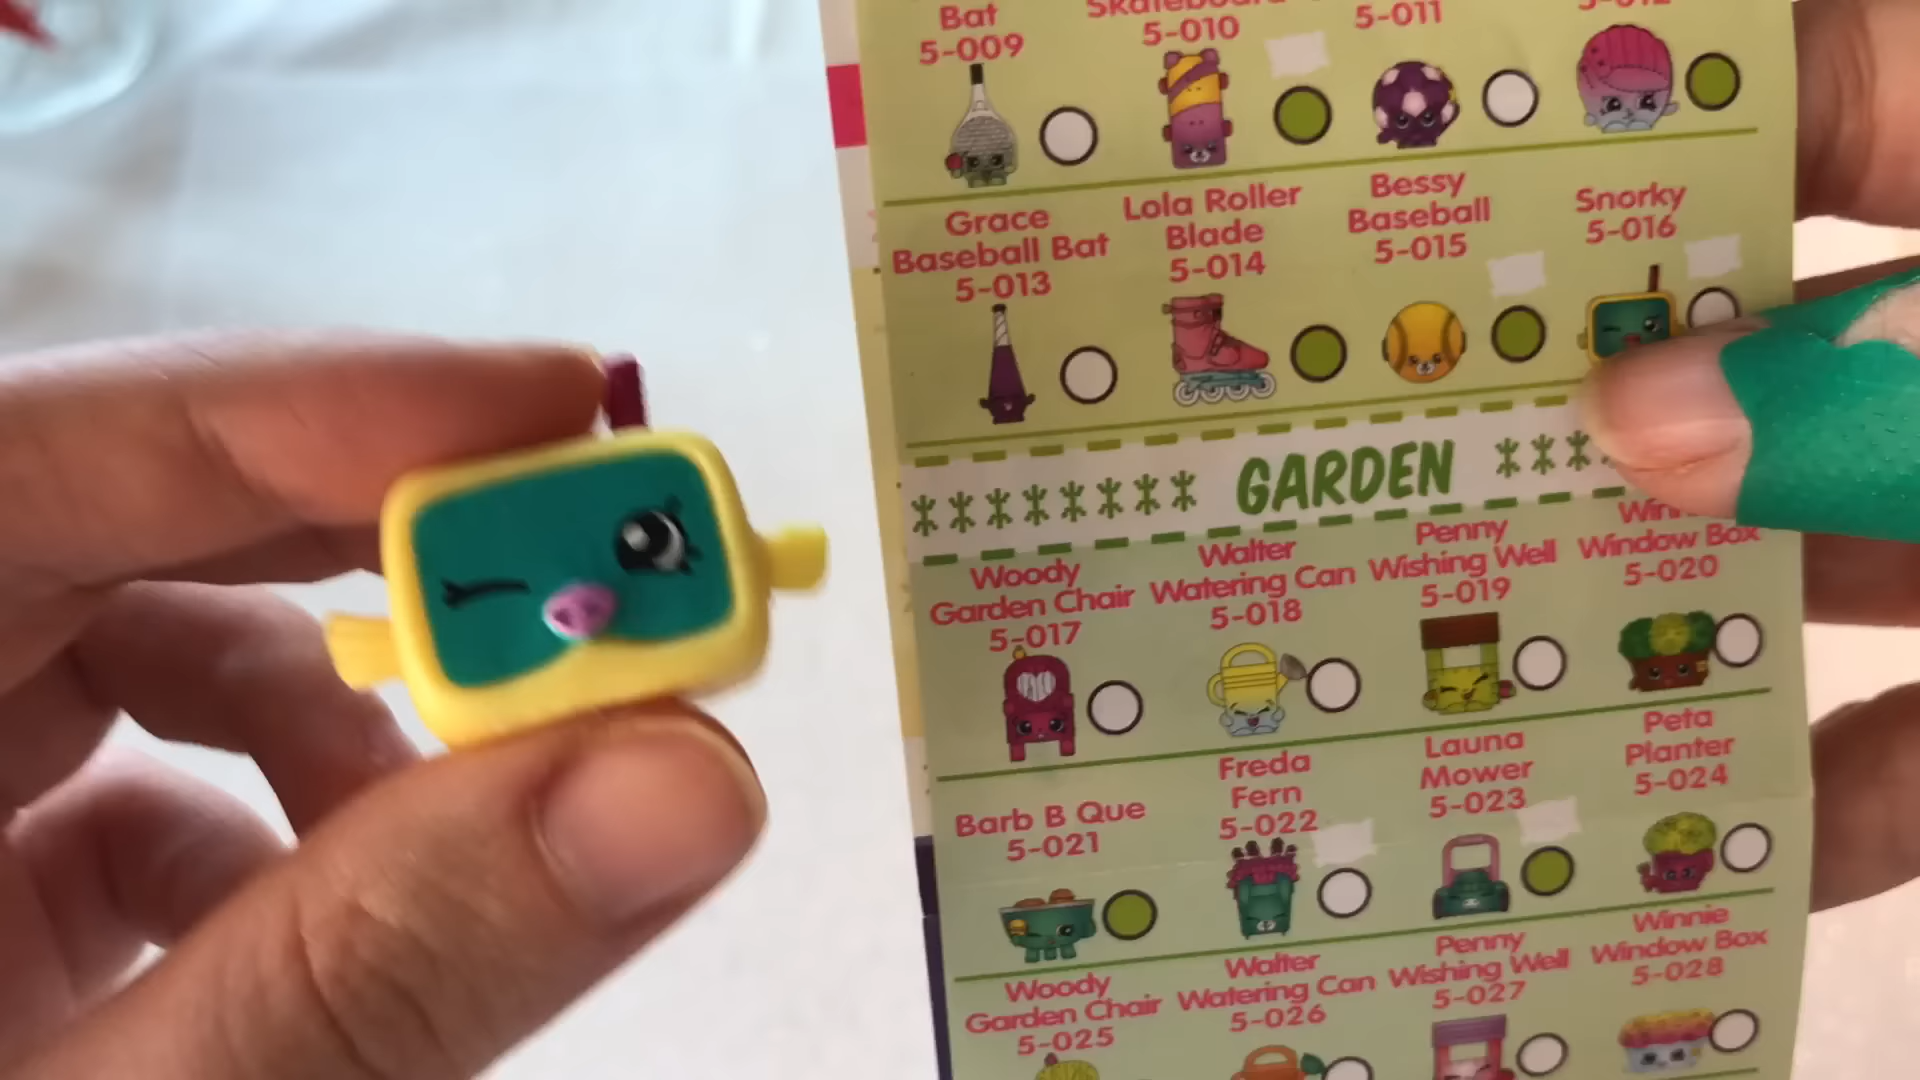 Bat
5-009
Skateboard
5-010
5-011
5-012
Grace
Baseball Bat
5-013
Lola Roller
Blade
5-014
Bessy
Baseball
5-015
Snorky
5-016
GARDEN
Woody
Garden Chair
5-017
Walter
Watering Can
5-018
Penny
Wishing Well
5-019
Window Box
5-020
Barb B Que
5-021
Freda
Fern
5-022
Launa
Mower
5-023
Peta
Planter
5-024
Woody
Garden Chair
5-025
Walter
Watering Can
5-026
Penny
Wishing Well
5-027
Winnie
Window Box
5-028